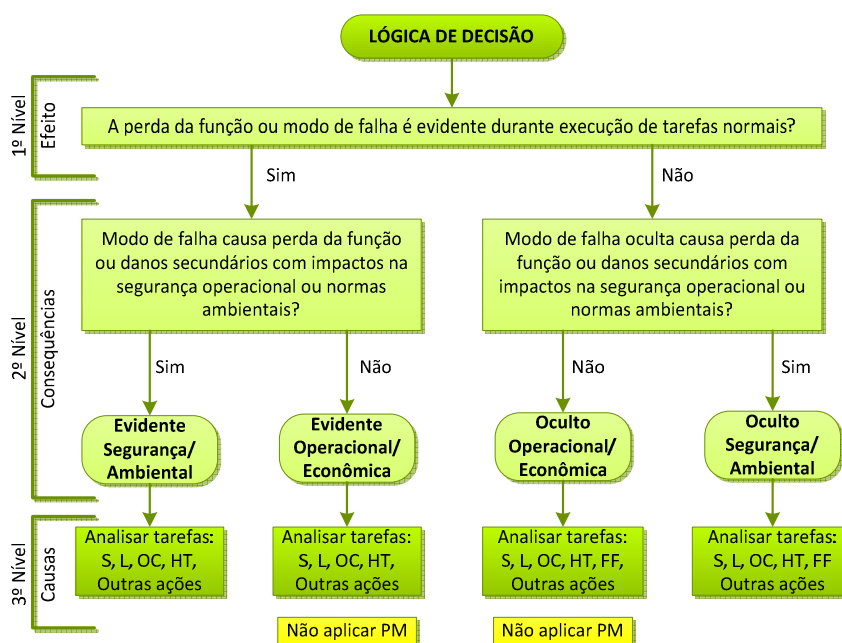 LÓGICA DE DECISÃO
1º Nível
Efeito
A perda da função ou modo de falha é evidente durante execução de tarefas normais?
Sim
Não
2º Nível
Consequências
Modo de falha causa perda da função
ou danos secundários com impactos na
segurança operacional ou normas
ambientais?
Modo de falha oculta causa perda da
função ou danos secundários com
impactos na segurança operacional ou
normas ambientais?
Sim
Não
Não
Sim
Evidente
Segurança/
Ambiental
Evidente
Operacional/
Econômica
Oculto
Operacional/
Econômica
Oculto
Segurança/
Ambiental
3º Nível
Causas
Analisar tarefas:
S, L, OC, HT,
Outras ações
Analisar tarefas:
S, L, OC, HT,
Outras ações
Analisar tarefas:
S, L, OC, HT, FF,
Outras ações
Analisar tarefas:
S, L, OC, HT, FF
Outras ações
Não aplicar PM
Não aplicar PM